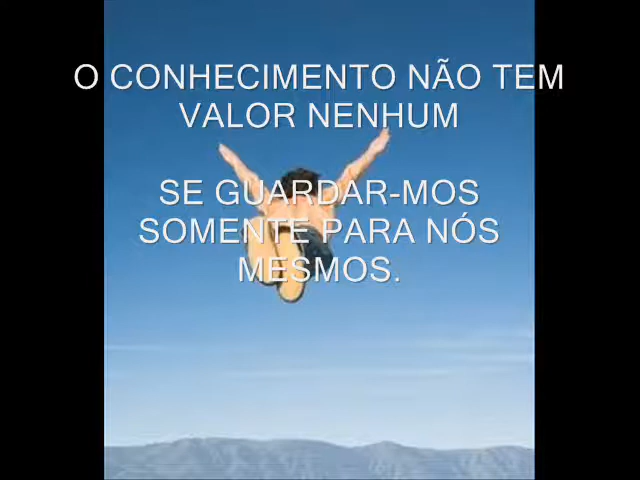 O CONHECIMENTO NÃO TEM
VALOR NENHUM
SE GUARDAR-MOS
SOMENTE PARA NÓS
MESMOS.